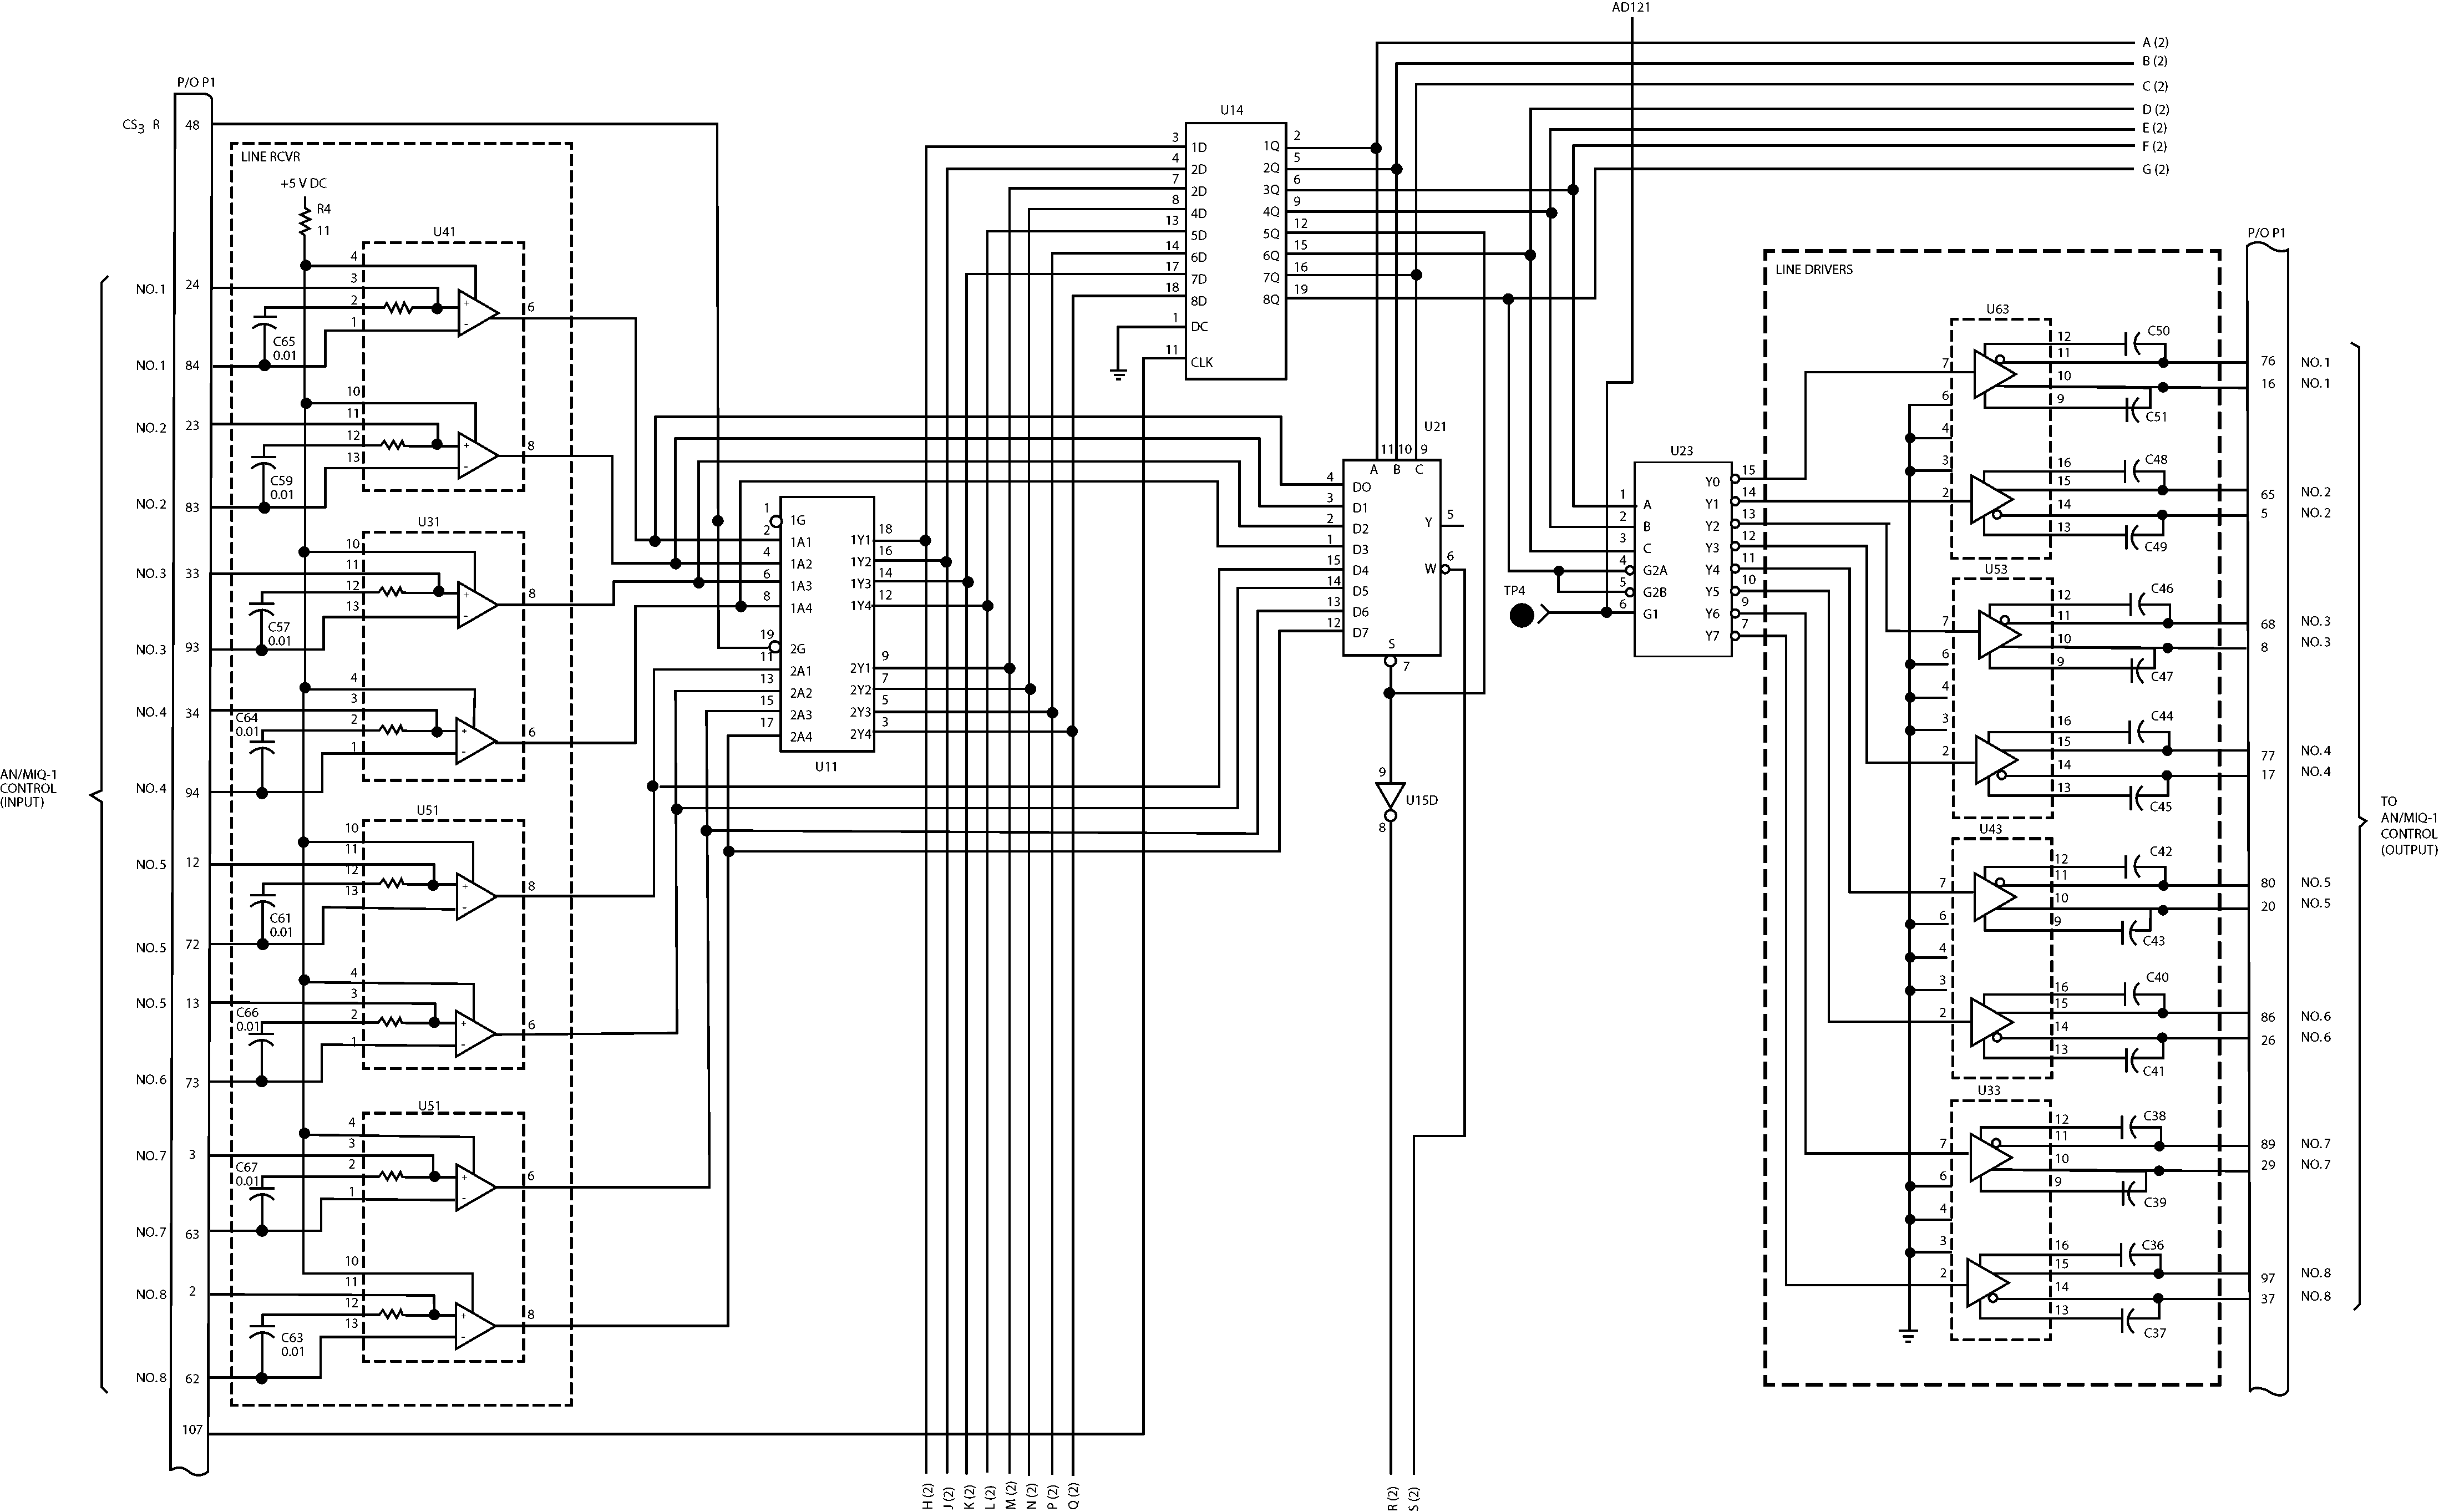 AD121
A (2)
B (2)
C (2)
D (2)
E (2)
F (2)
G (2)
P/O P1
CS3 R 48
LINE RCVR
+5 V DC
R4
11
U41
NO.1 24
4
3
2
1
+
-
6
C65
0.01
NO.1 84
NO.2 23
10
11
12
13
+
-
8
C59
0.01
NO.2 83
U31
NO.3 33
10
11
12
13
+
-
8
C57
0.01
NO.3 93
NO.4 34
4
3
2
1
+
-
6
C64
0.01
NO.4 94
AN/MIQ-1
CONTROL
(INPUT)
U51
NO.5 12
10
11
12
13
+
-
8
C61
0.01
NO.5 72
NO.5 13
4
3
2
1
+
-
6
C66
0.01
NO.6 73
U51
NO.7 3
4
3
2
1
+
-
6
C67
0.01
NO.7 63
NO.8 2
10
11
12
13
+
-
8
C63
0.01
NO.8 62
107
1 1G
2 1A1 1Y1 18
4 1A2 1Y2 16
6 1A3 1Y3 14
8 1A4 1Y4 12
19 2G
11 2A1 2Y1 9
13 2A2 2Y2 7
15 2A3 2Y3 5
17 2A4 2Y4 3
U11
U14
3 1D 1Q 2
4 2D 2Q 5
7 2D 3Q 6
8 4D 4Q 9
13 5D 5Q 12
14 6D 6Q 15
17 7D 7Q 16
18 8D 8Q 19
1 DC
11 CLK
U21
11 10 9
A B C
4 DO
3 D1
2 D2
1 D3
15 D4
14 D5
13 D6
12 D7
Y 5
W 6
S
7
9
U15D
8
H (2)
J (2)
K (2)
L (2)
M (2)
N (2)
P (2)
Q (2)
R (2)
S (2)
TP4
U23
1 A
2 B
3 C
4 G2A
5 G2B
6 G1
Y0 15
Y1 14
Y2 13
Y3 12
Y4 11
Y5 10
Y6 9
Y7 7
LINE DRIVERS
P/O P1
U63
7
6
4
3
2
12
11
10
9
C50
C51
76 NO.1
16 NO.1
16
15
14
13
C48
C49
65 NO.2
5 NO.2
U53
7
6
4
3
2
12
11
10
9
C46
C47
68 NO.3
8 NO.3
16
15
14
13
C44
C45
77 NO.4
17 NO.4
TO
AN/MIQ-1
CONTROL
(OUTPUT)
U43
7
6
4
3
2
12
11
10
9
C42
C43
80 NO.5
20 NO.5
16
15
14
13
C40
C41
86 NO.6
26 NO.6
U33
7
6
4
3
2
12
11
10
9
C38
C39
89 NO.7
29 NO.7
16
15
14
13
C36
C37
97 NO.8
37 NO.8